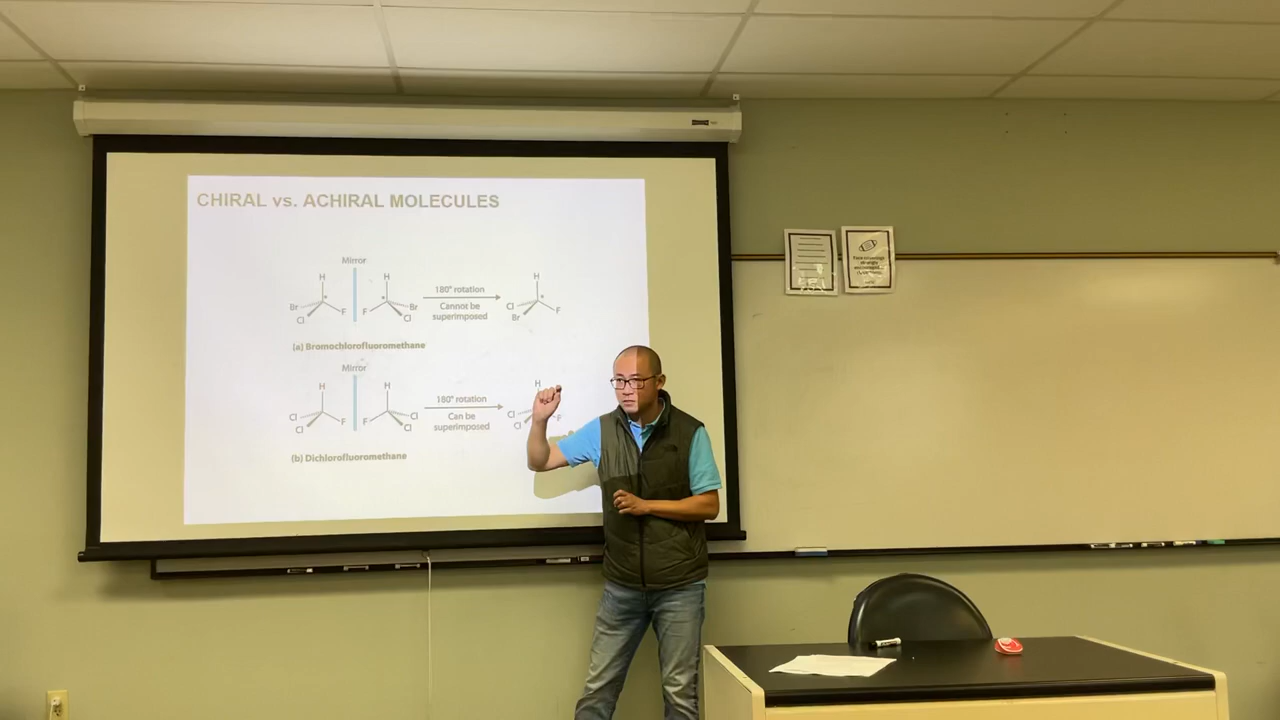 CHIRAL vs. ACHIRAL MOLECULES
Mirror
H H H
180° rotation
Br F F Br Cl F
Cl Cl Br
Cannot be
superimposed
(a) Bromochlorofluoromethane
Mirror
H H H
180° rotation
Cl F F Cl Cl F
Cl Cl Cl
Can be
superimposed
(b) Dichlorofluoromethane